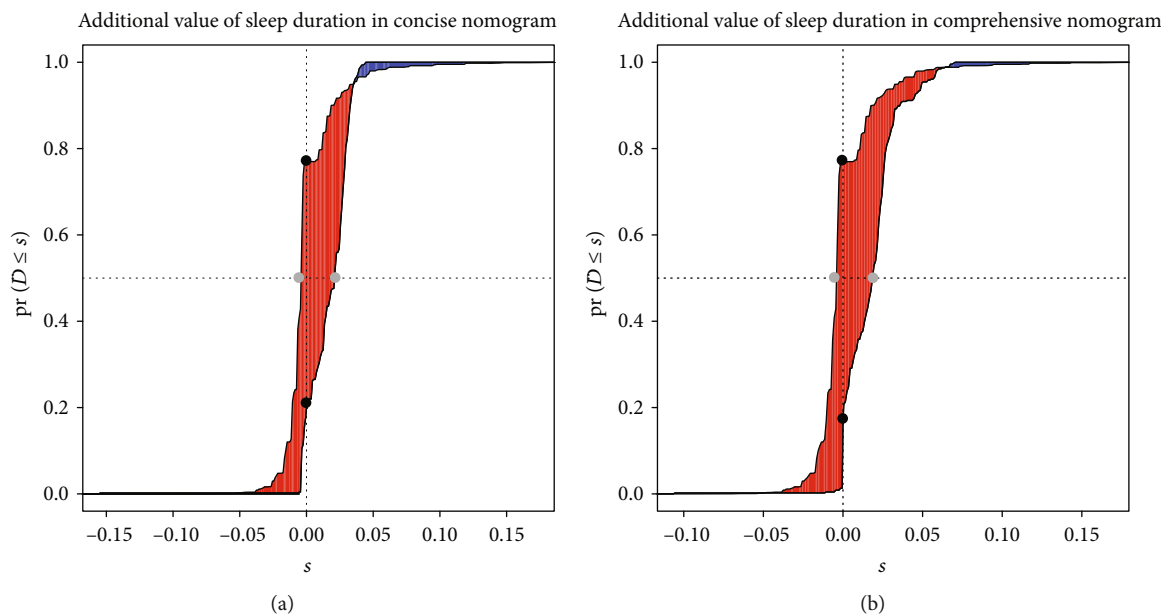 Additional value of sleep duration in concise nomogram
1.0
0.8
0.6
0.4
0.2
0.0
pr (D ≤ s)
−0.15 −0.10 −0.05 0.00 0.05 0.10 0.15
s
(a)
Additional value of sleep duration in comprehensive nomogram
1.0
0.8
0.6
0.4
0.2
0.0
pr (D ≤ s)
−0.10 −0.05 0.00 0.05 0.10 0.15
s
(b)